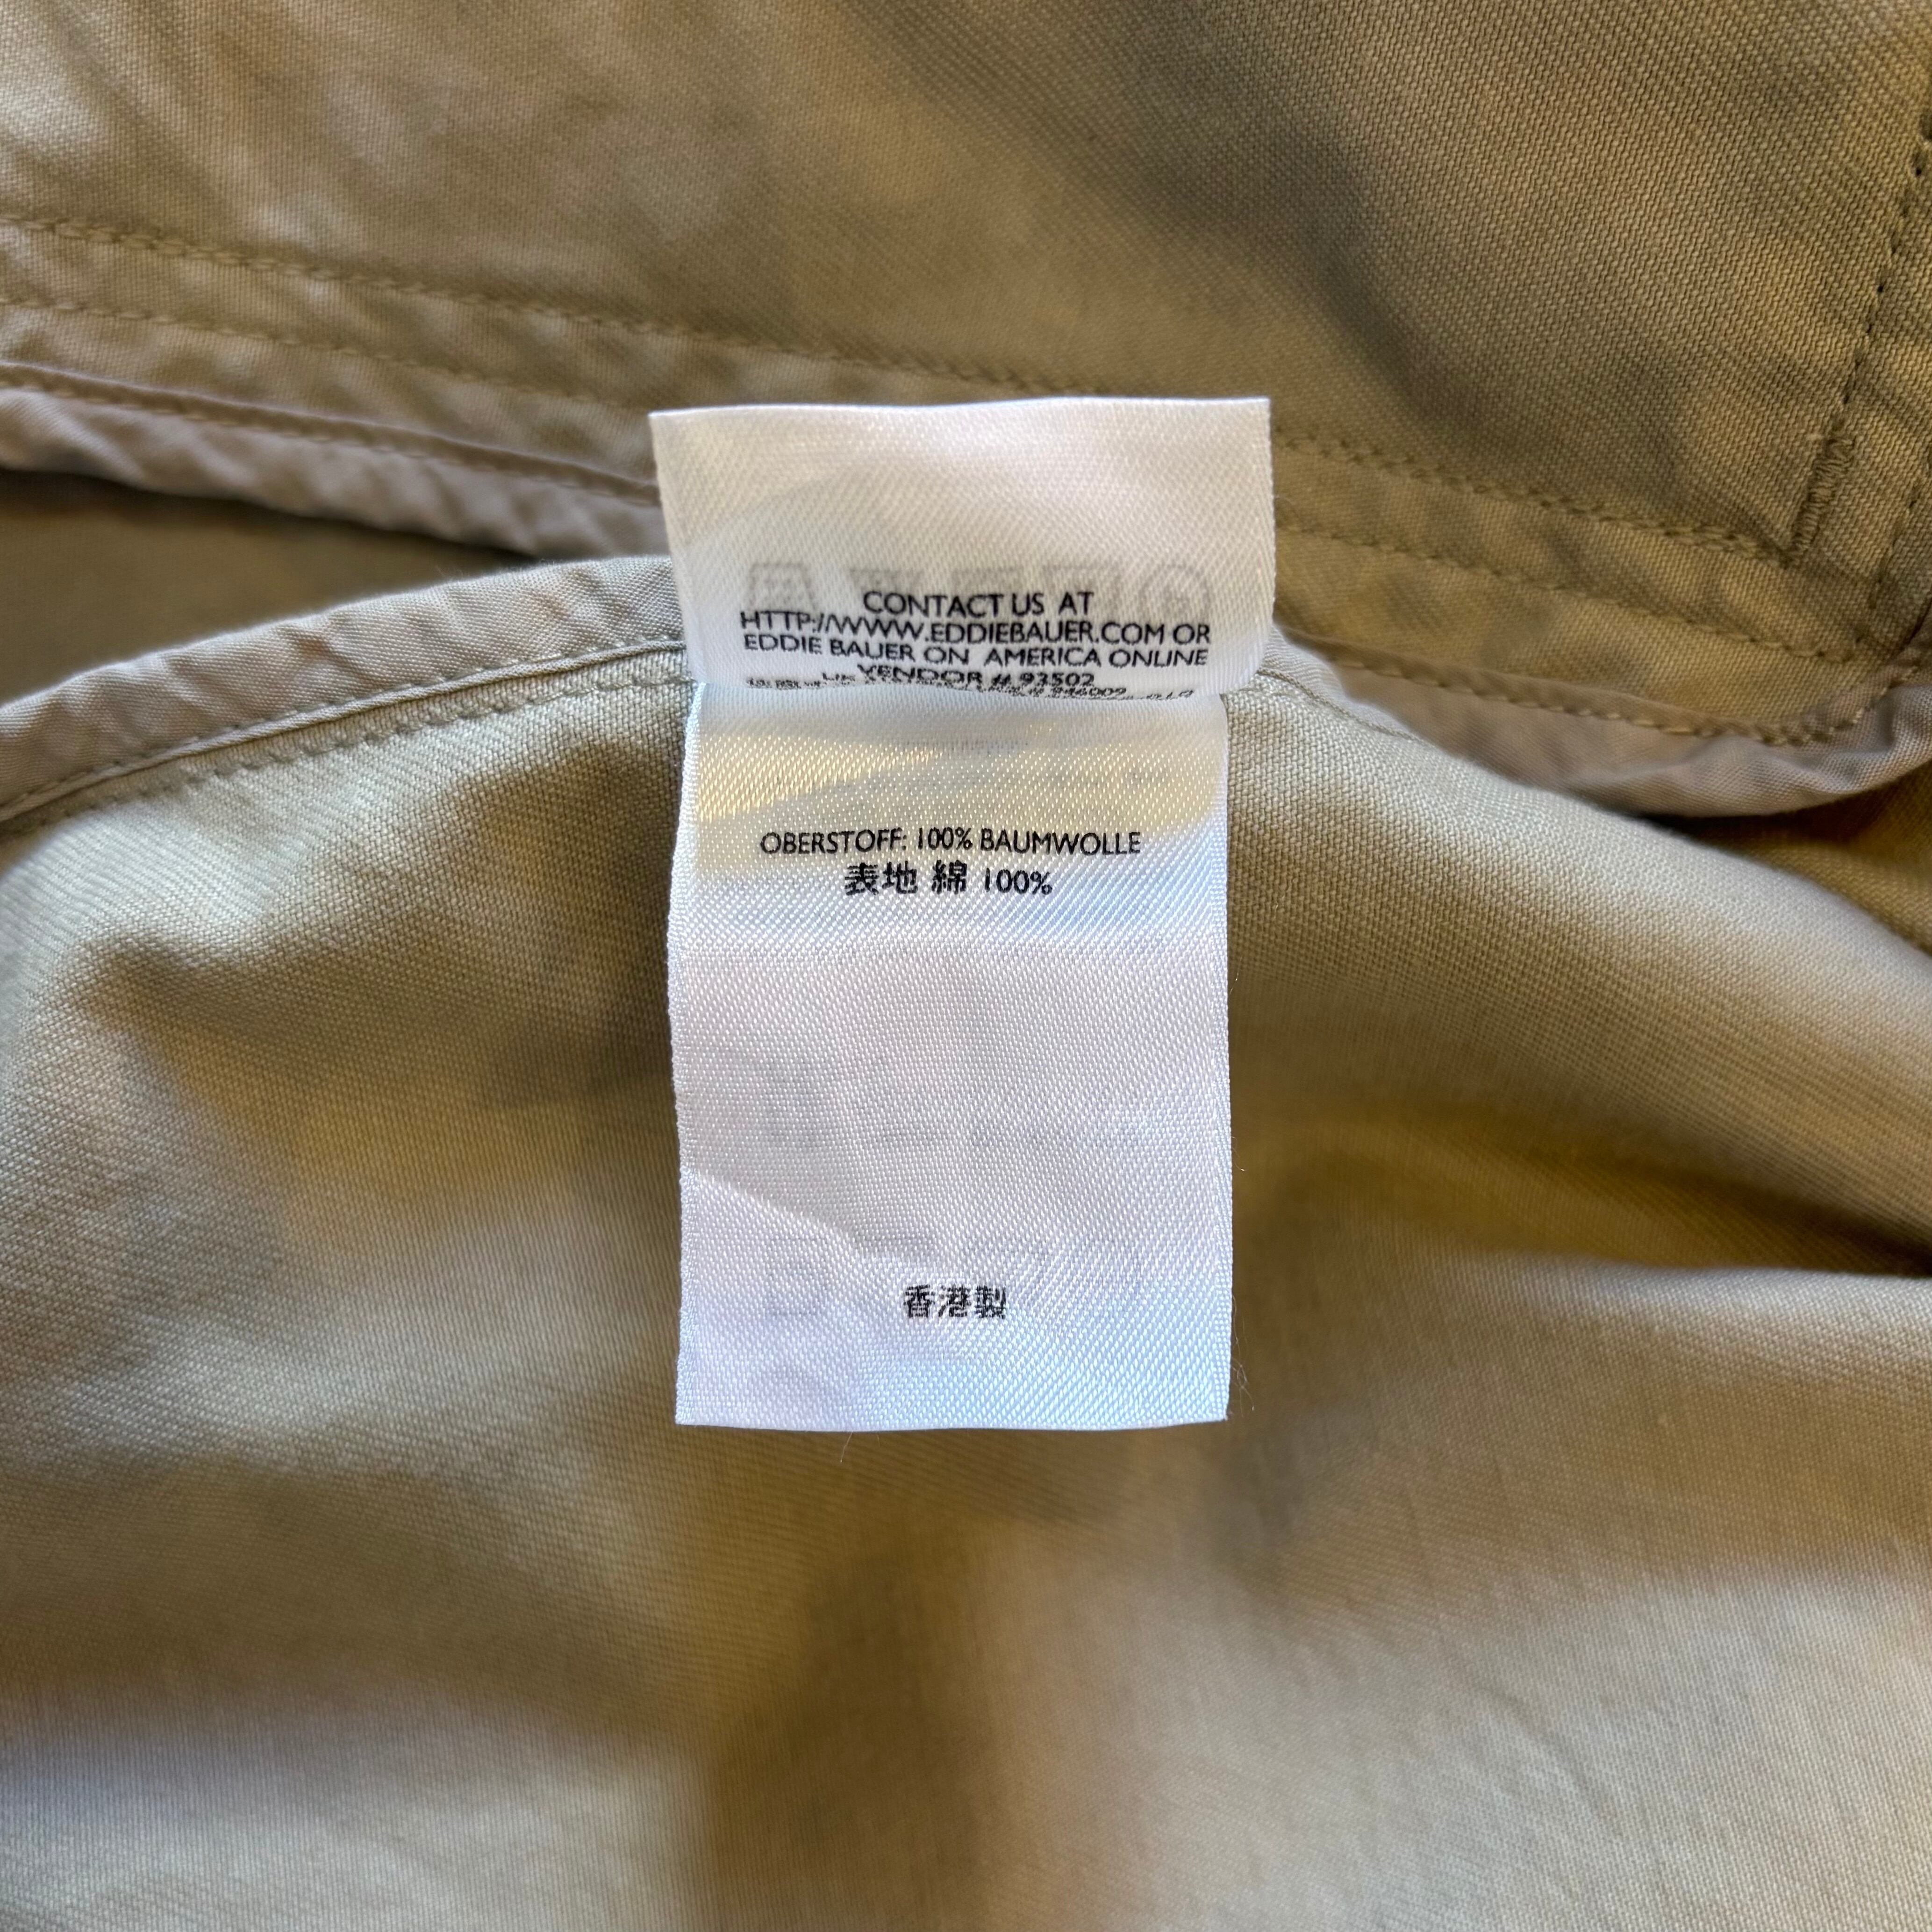 CONTACT US AT
HTTP://WWW.EDDIEBAUER.COM OR
EDDIE BAUER ON AMERICA ONLINE
VENDOR # 93502
OBERSTOFF: 100% BAUMWOLLE
表地 綿 100%
香港製